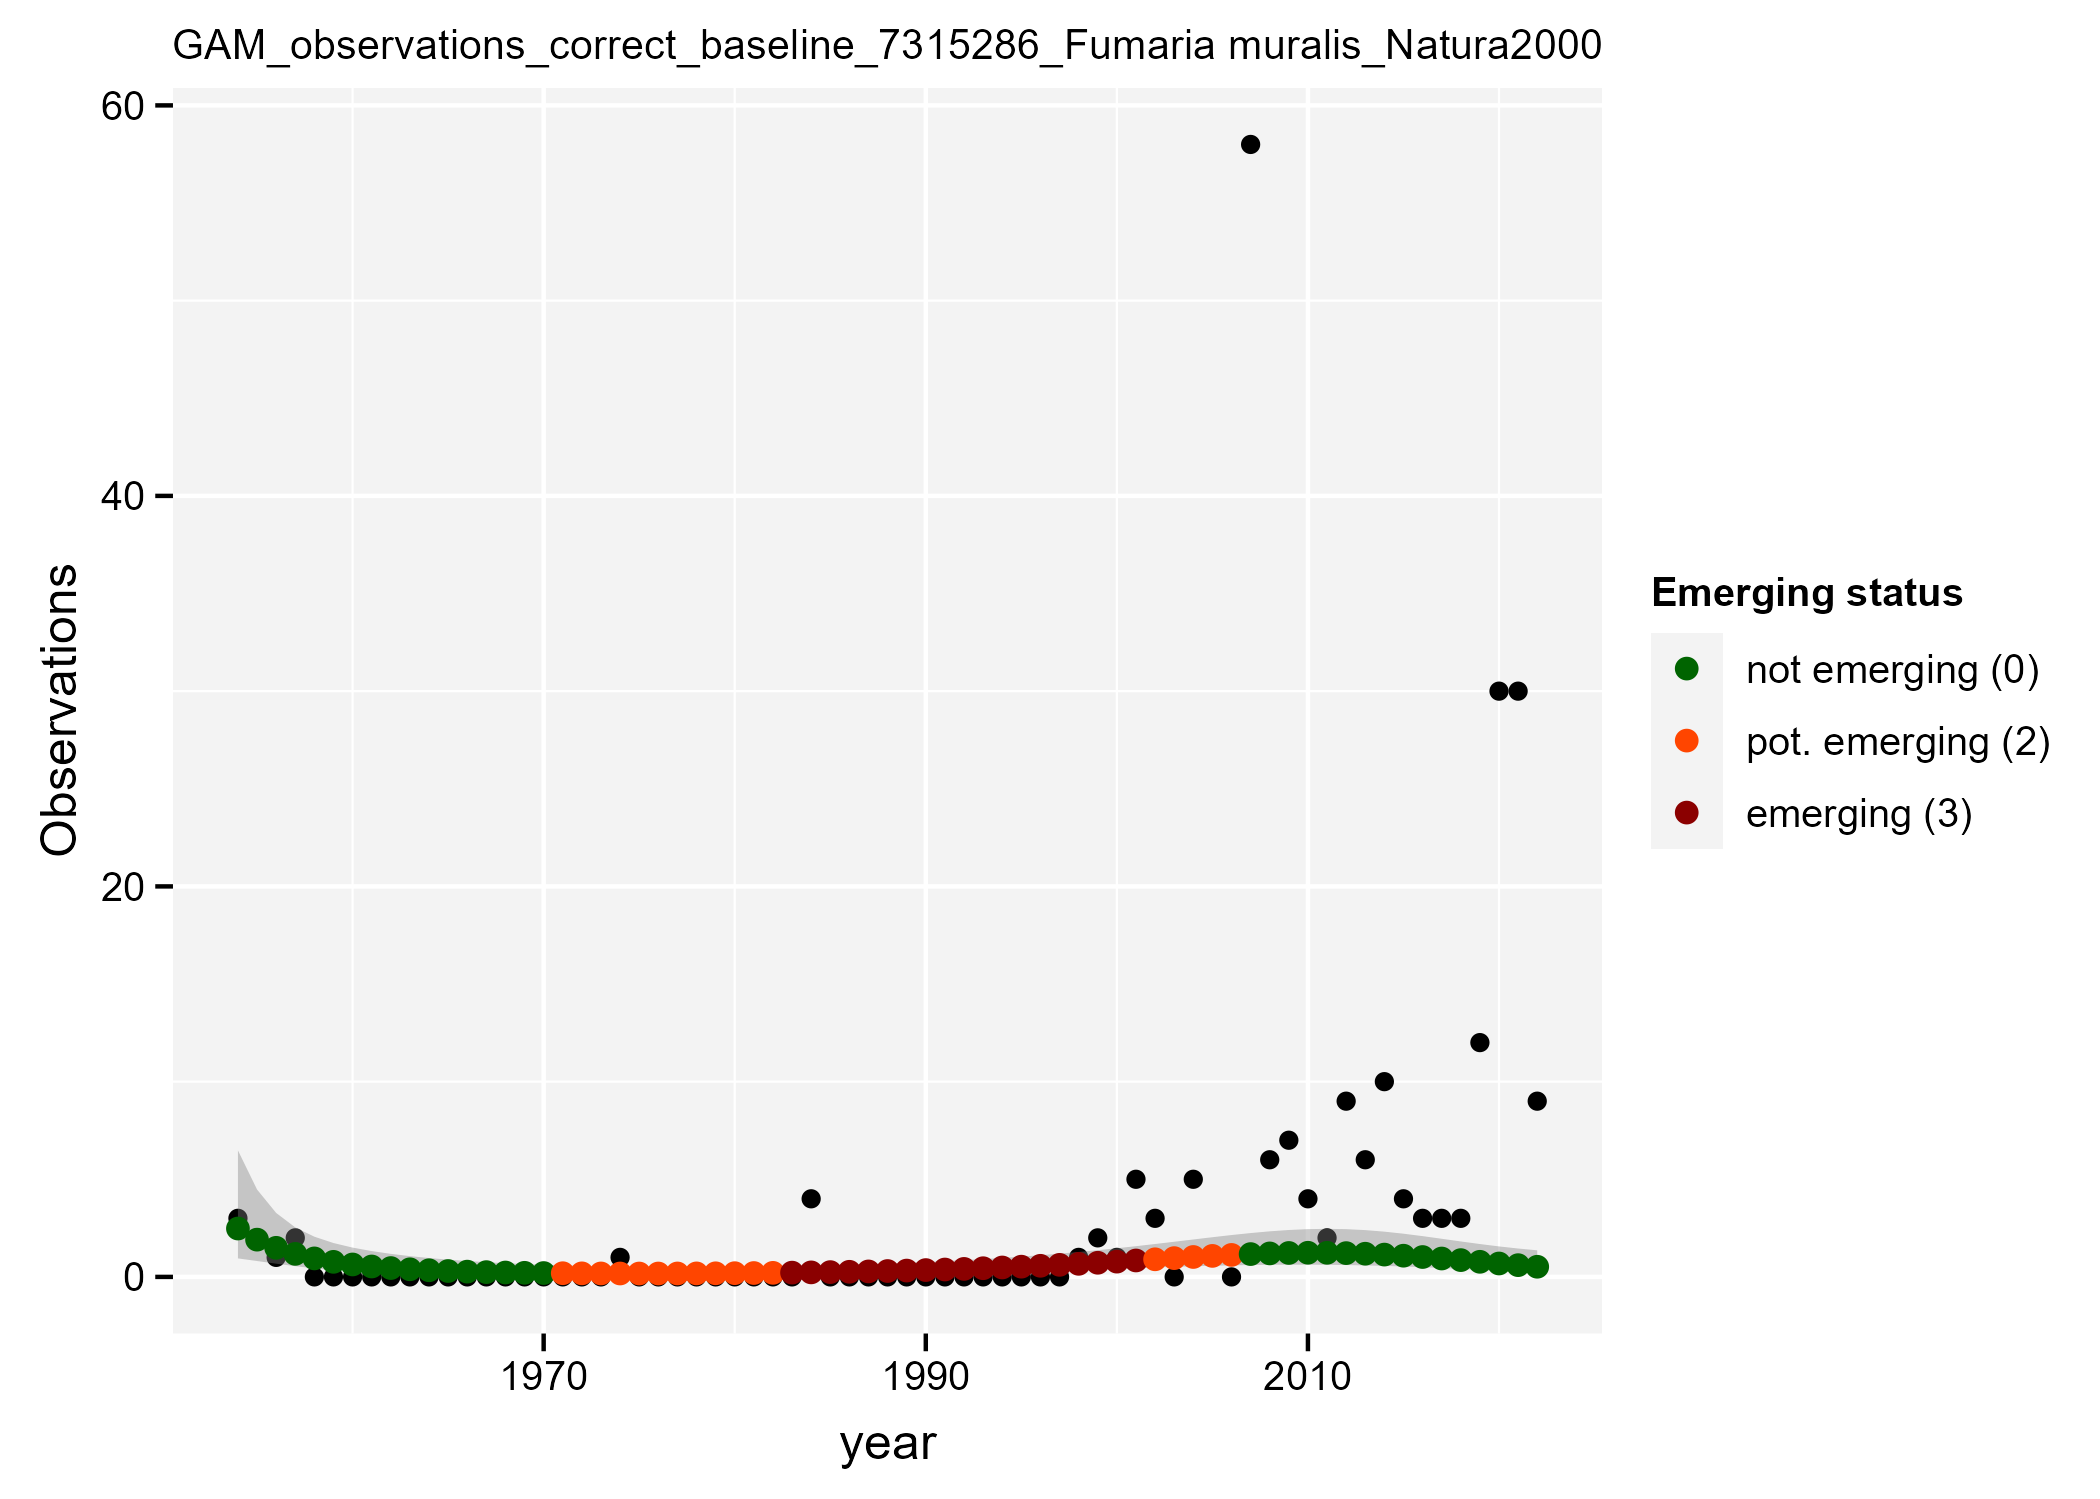 GAM_observations_correct_baseline_7315286_Fumaria muralis_Natura2000
60
40
20
0
Observations
1970
1990
2010
year
Emerging status
not emerging (0)
pot. emerging (2)
emerging (3)